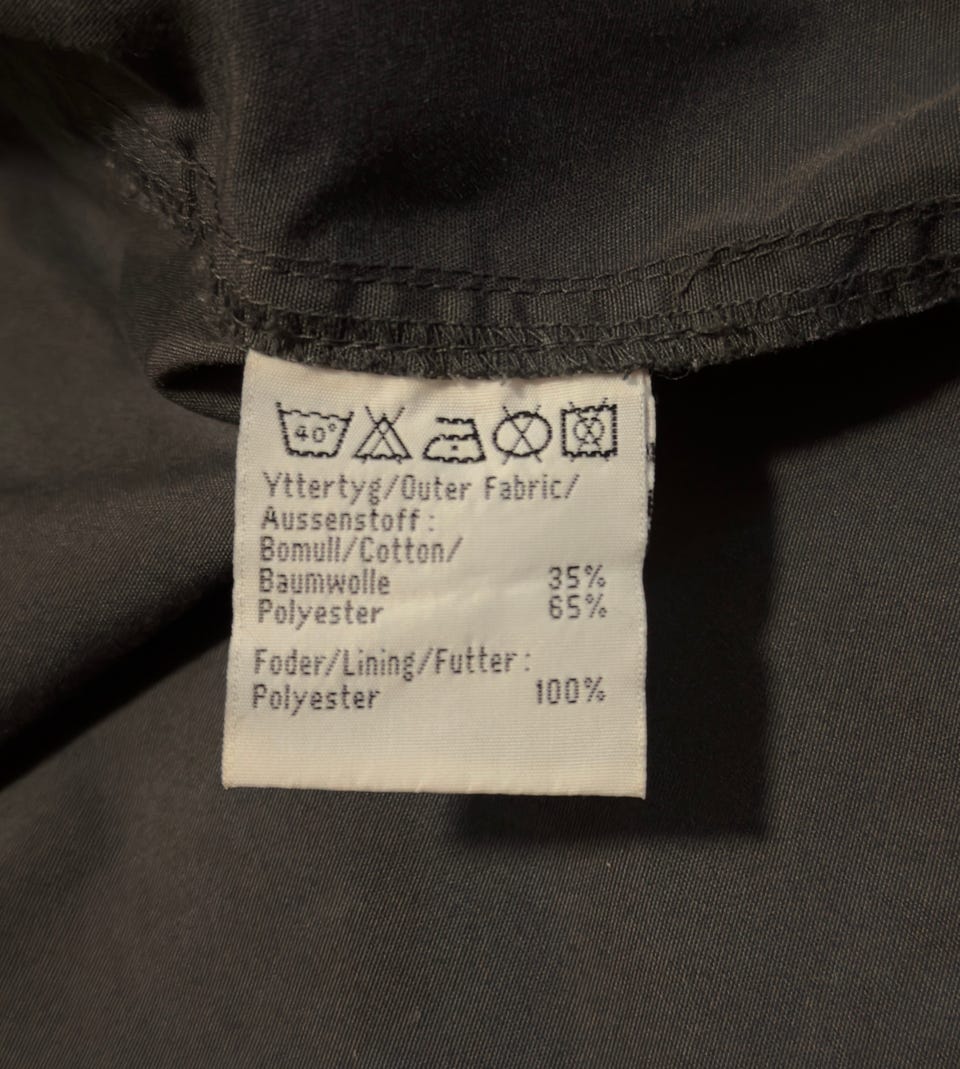 40°
Yttertyg/Outer Fabric/
Aussenstoff:
Bomull/Cotton/
Baumwolle 35%
Polyester 65%
Foder/Lining/Futter:
Polyester 100%